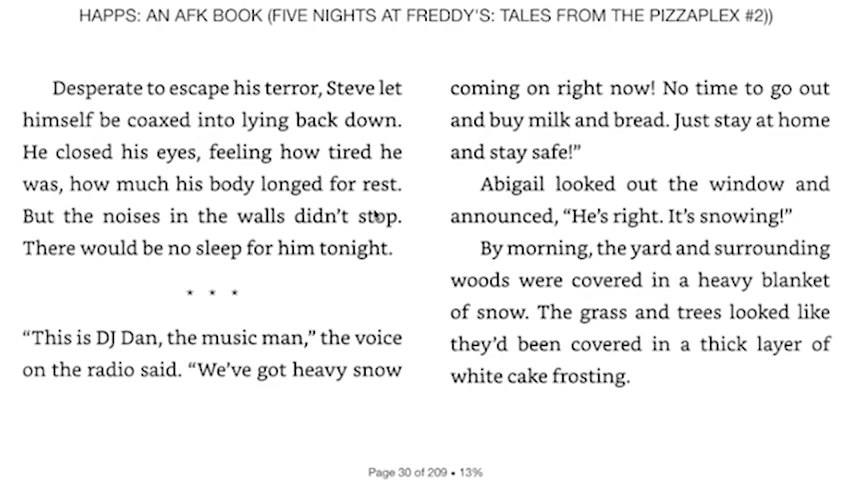 HAPPS: AN AFK BOOK (FIVE NIGHTS AT FREDDY'S: TALES FROM THE PIZZAPLEX #2))
Desperate to escape his terror, Steve let
himself be coaxed into lying back down.
He closed his eyes, feeling how tired he
was, how much his body longed for rest.
But the noises in the walls didn’t stop.
There would be no sleep for him tonight.
* * *
“This is DJ Dan, the music man,” the voice
on the radio said. “We’ve got heavy snow
coming on right now! No time to go out
and buy milk and bread. Just stay at home
and stay safe!”
Abigail looked out the window and
announced, “He’s right. It’s snowing!”
By morning, the yard and surrounding
woods were covered in a heavy blanket
of snow. The grass and trees looked like
they’d been covered in a thick layer of
white cake frosting.
Page 30 of 209 • 13%